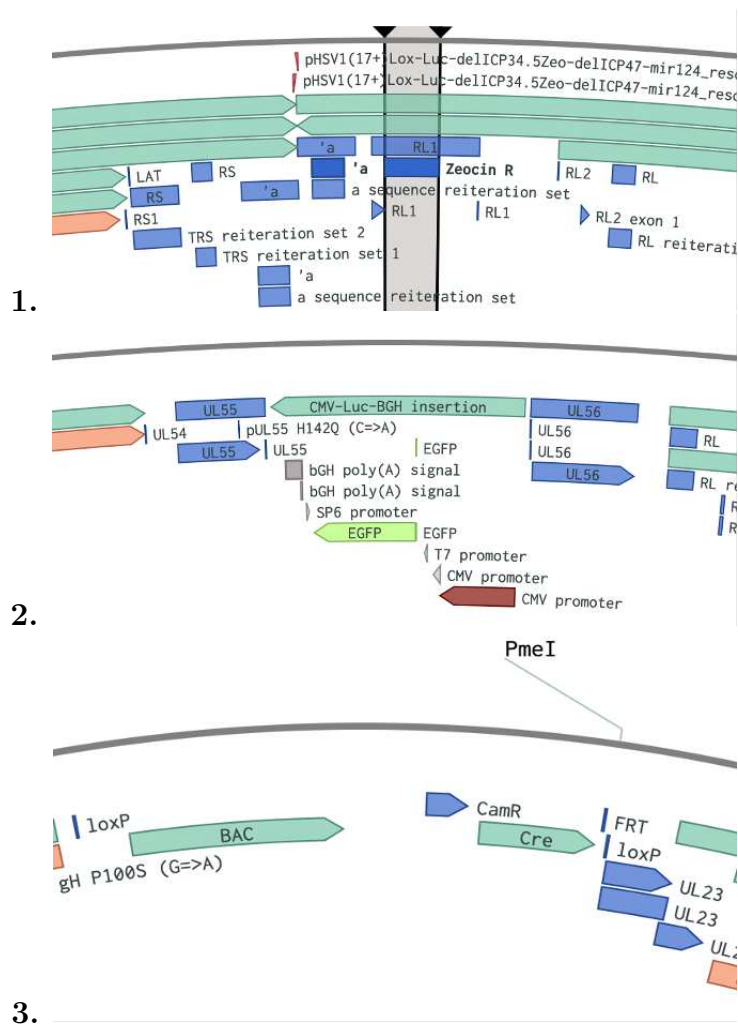 pHSV1(17+)Lox-Luc-delICP34.5Zeo-delICP47-mir124_reso
pHSV1(17+)Lox-Luc-delICP34.5Zeo-delICP47-mir124_reso
'a RL1
LAT RS 'a Zeocin R RL2 RL
RS 'a a sequence reiteration set
RS1 RL1 RL1 RL2 exon 1
TRS reiteration set 2 RL reiterati
TRS reiteration set 1
'a
1. a sequence reiteration set
UL55 CMV-Luc-BGH insertion UL56
UL54 pUL55 H142Q (C=>A) UL56 RL
UL55 UL55 EGFP UL56
bGH poly(A) signal UL56 RL re
bGH poly(A) signal R
SP6 promoter R
EGFP EGFP
T7 promoter
CMV promoter
2. CMV promoter
PmeI
loxP BAC CamR FRT
gH P100S (G=>A) Cre loxP
UL23
UL23
UL2
3.